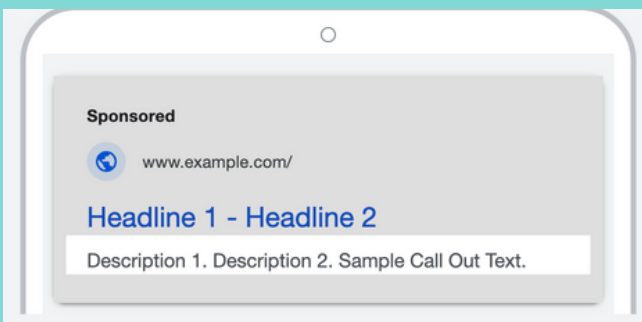 Sponsored
www.example.com/
Headline 1 - Headline 2
Description 1. Description 2. Sample Call Out Text.